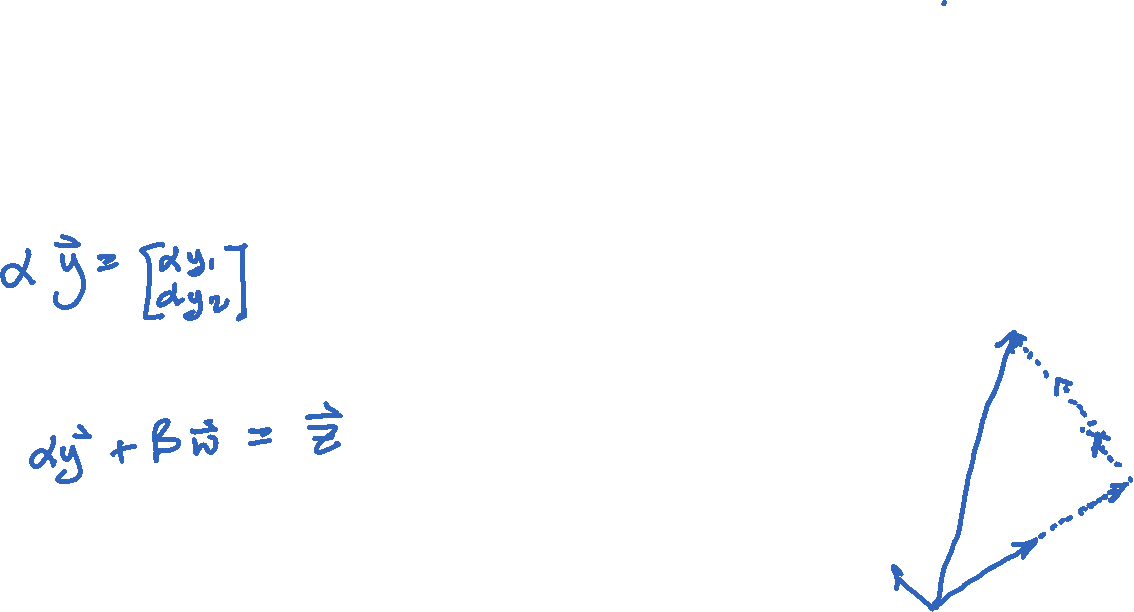 α y⃗ = [αy₁
αy₂]
αy⃗ + βw⃗ = z⃗